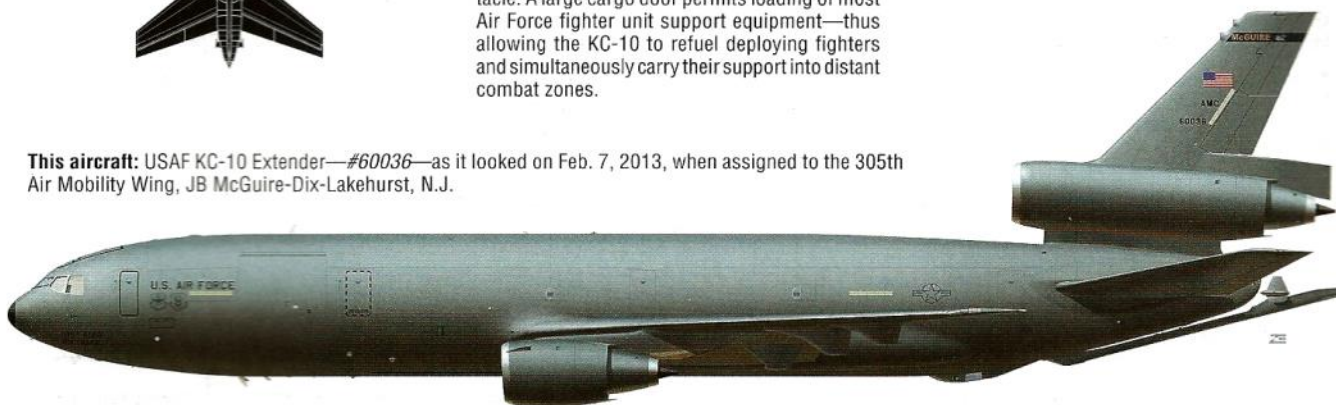 table. A large cargo door permits loading of most
Air Force fighter unit support equipment—thus
allowing the KC-10 to refuel deploying fighters
and simultaneously carry their support into distant
combat zones.
McGUIRE
AMC
60036
This aircraft: USAF KC-10 Extender—#60036—as it looked on Feb. 7, 2013, when assigned to the 305th
Air Mobility Wing, JB McGuire-Dix-Lakehurst, N.J.
U.S. AIR FORCE